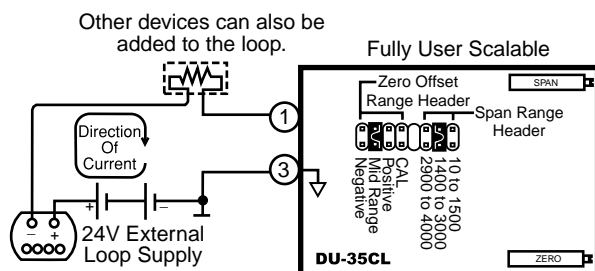 Other devices can also be
added to the loop.
Fully User Scalable
Zero Offset
Range Header
SPAN
Span Range
Header
1
Direction
Of
Current
3
Negative
Mid Range
Positive
CAL
2900 to 4000
1400 to 3000
10 to 1500
+
−
− +
24V External
Loop Supply
DU-35CL
ZERO